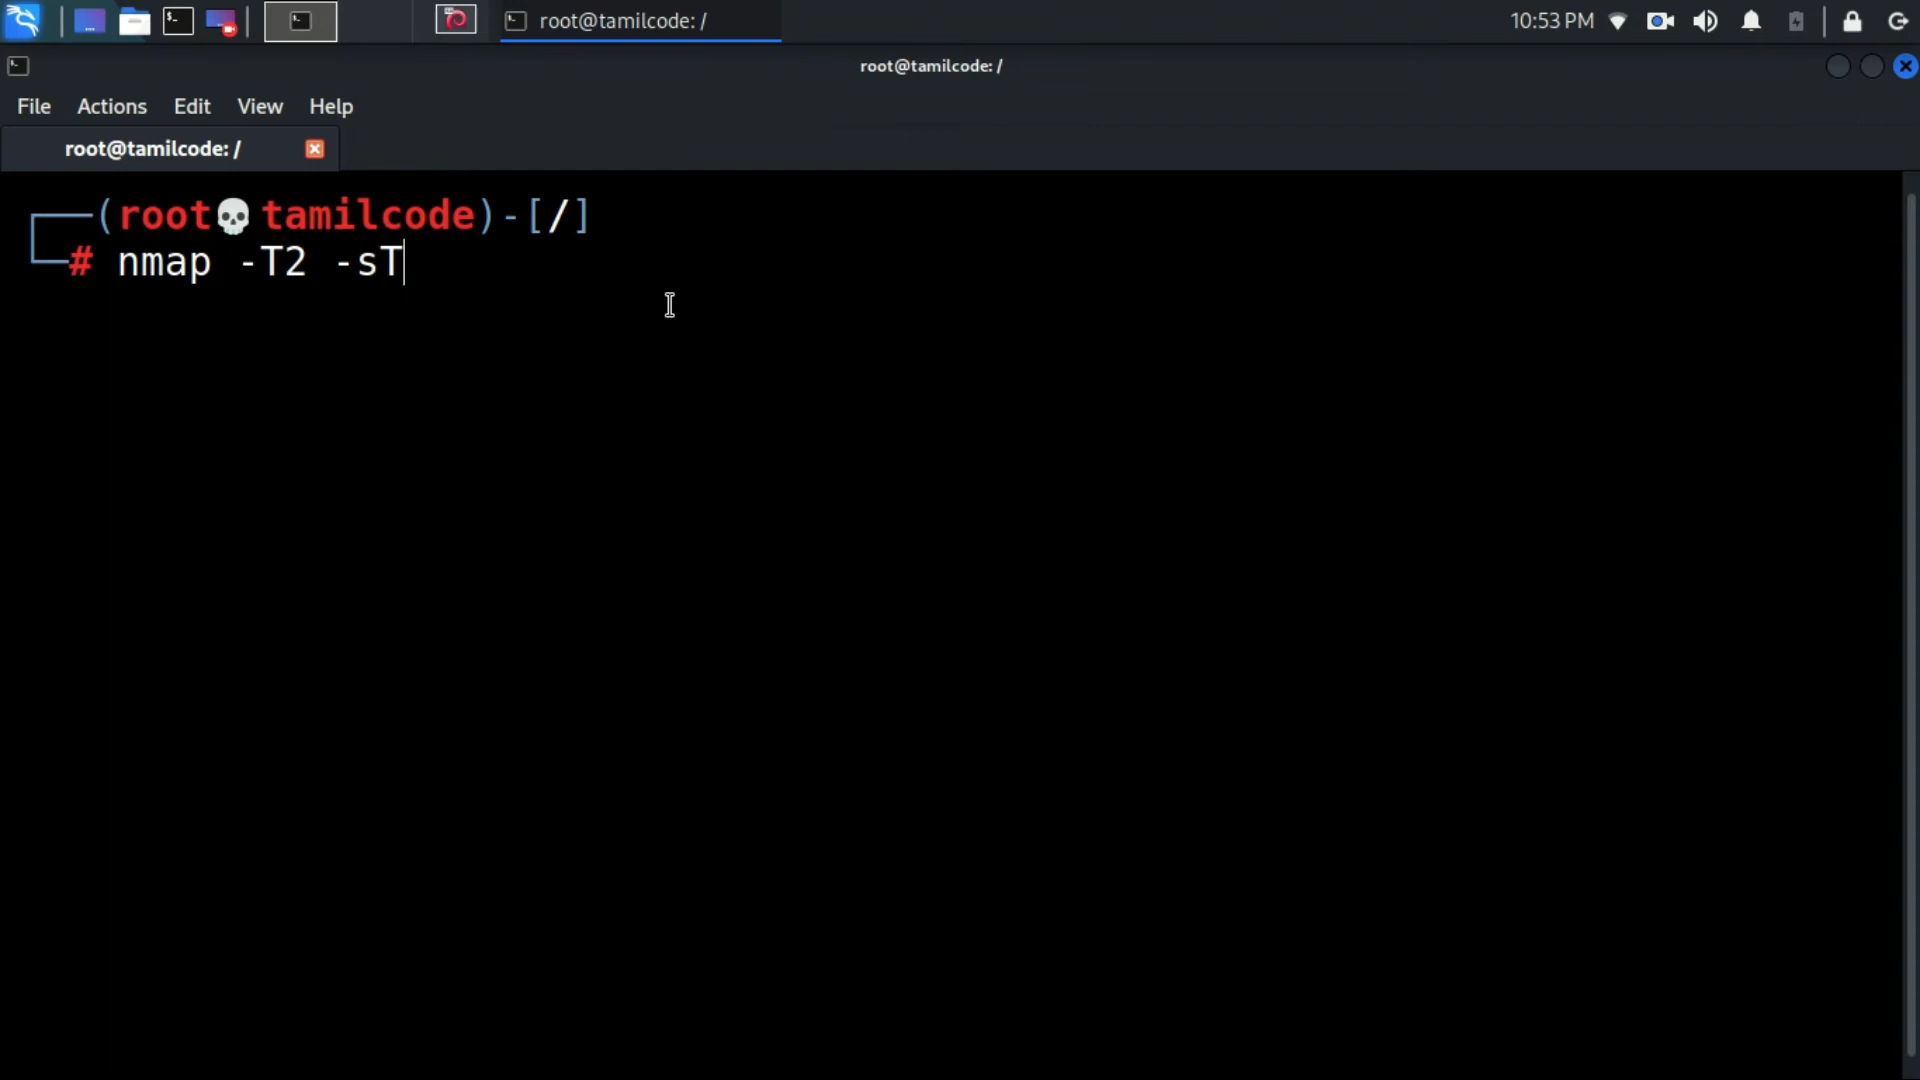 root@tamilcode: /
10:53 PM
root@tamilcode: /
File Actions Edit View Help
root@tamilcode: /
(root💀tamilcode)-[/]
# nmap -T2 -sT